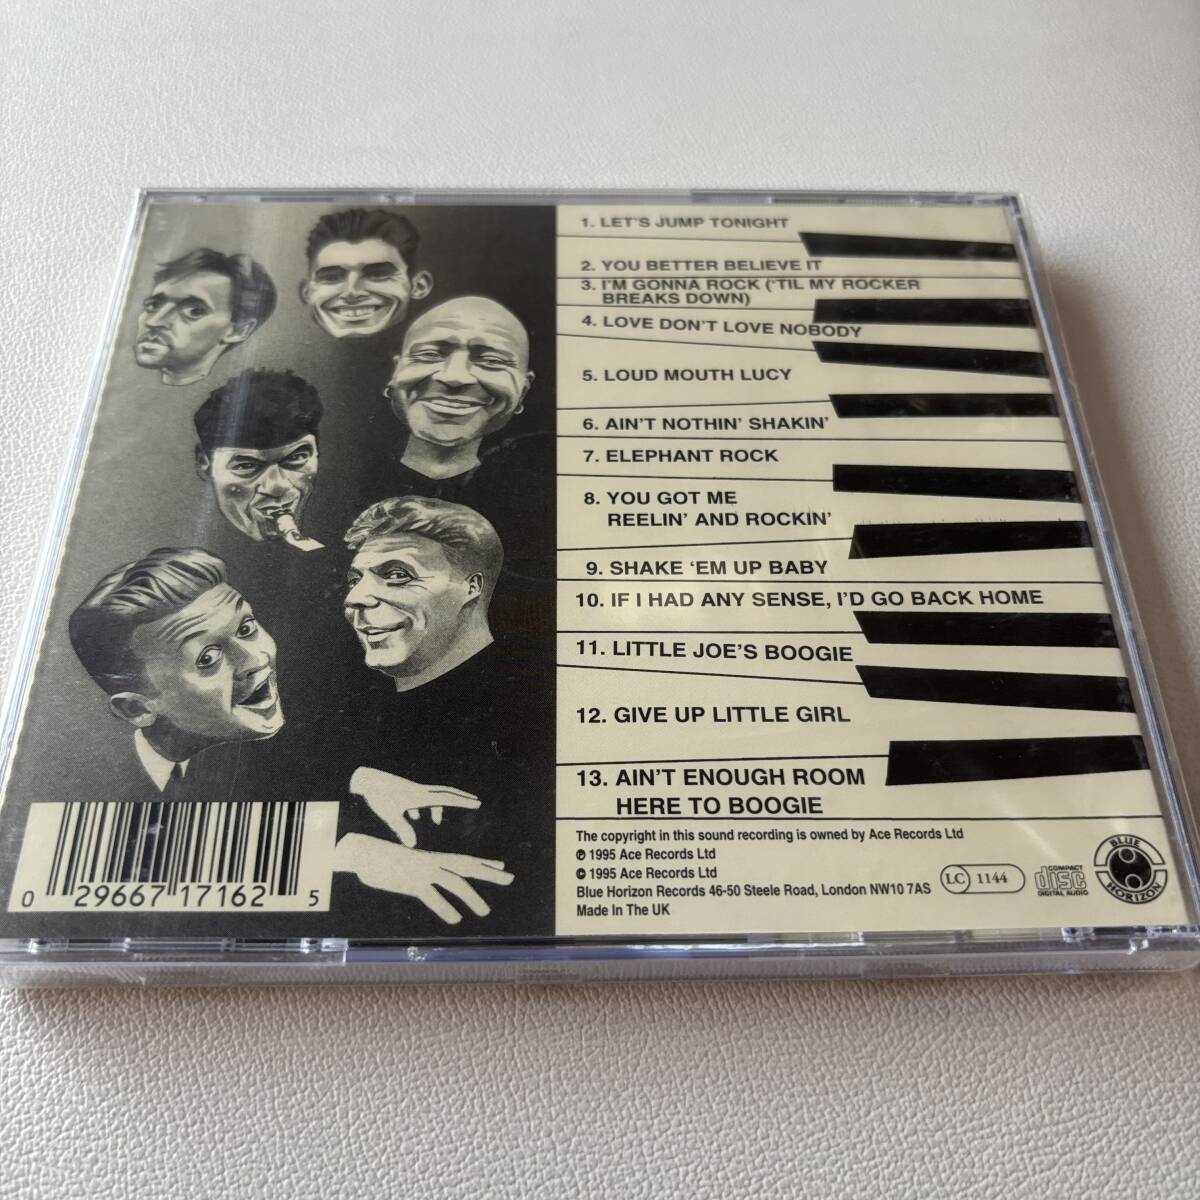 1. LET'S JUMP TONIGHT
2. YOU BETTER BELIEVE IT
3. I'M GONNA ROCK ('TIL MY ROCKER
BREAKS DOWN)
4. LOVE DON'T LOVE NOBODY
5. LOUD MOUTH LUCY
6. AIN'T NOTHIN' SHAKIN'
7. ELEPHANT ROCK
8. YOU GOT ME
REELIN' AND ROCKIN'
9. SHAKE 'EM UP BABY
10. IF I HAD ANY SENSE, I'D GO BACK HOME
11. LITTLE JOE'S BOOGIE
12. GIVE UP LITTLE GIRL
13. AIN'T ENOUGH ROOM
HERE TO BOOGIE
The copyright in this sound recording is owned by Ace Records Ltd
℗ 1995 Ace Records Ltd
© 1995 Ace Records Ltd
Blue Horizon Records 46-50 Steele Road, London NW10 7AS
Made In The UK
LC 1144
COMPACT
disc
DIGITAL AUDIO
BLUE
HORIZON
0 29667 17162 5